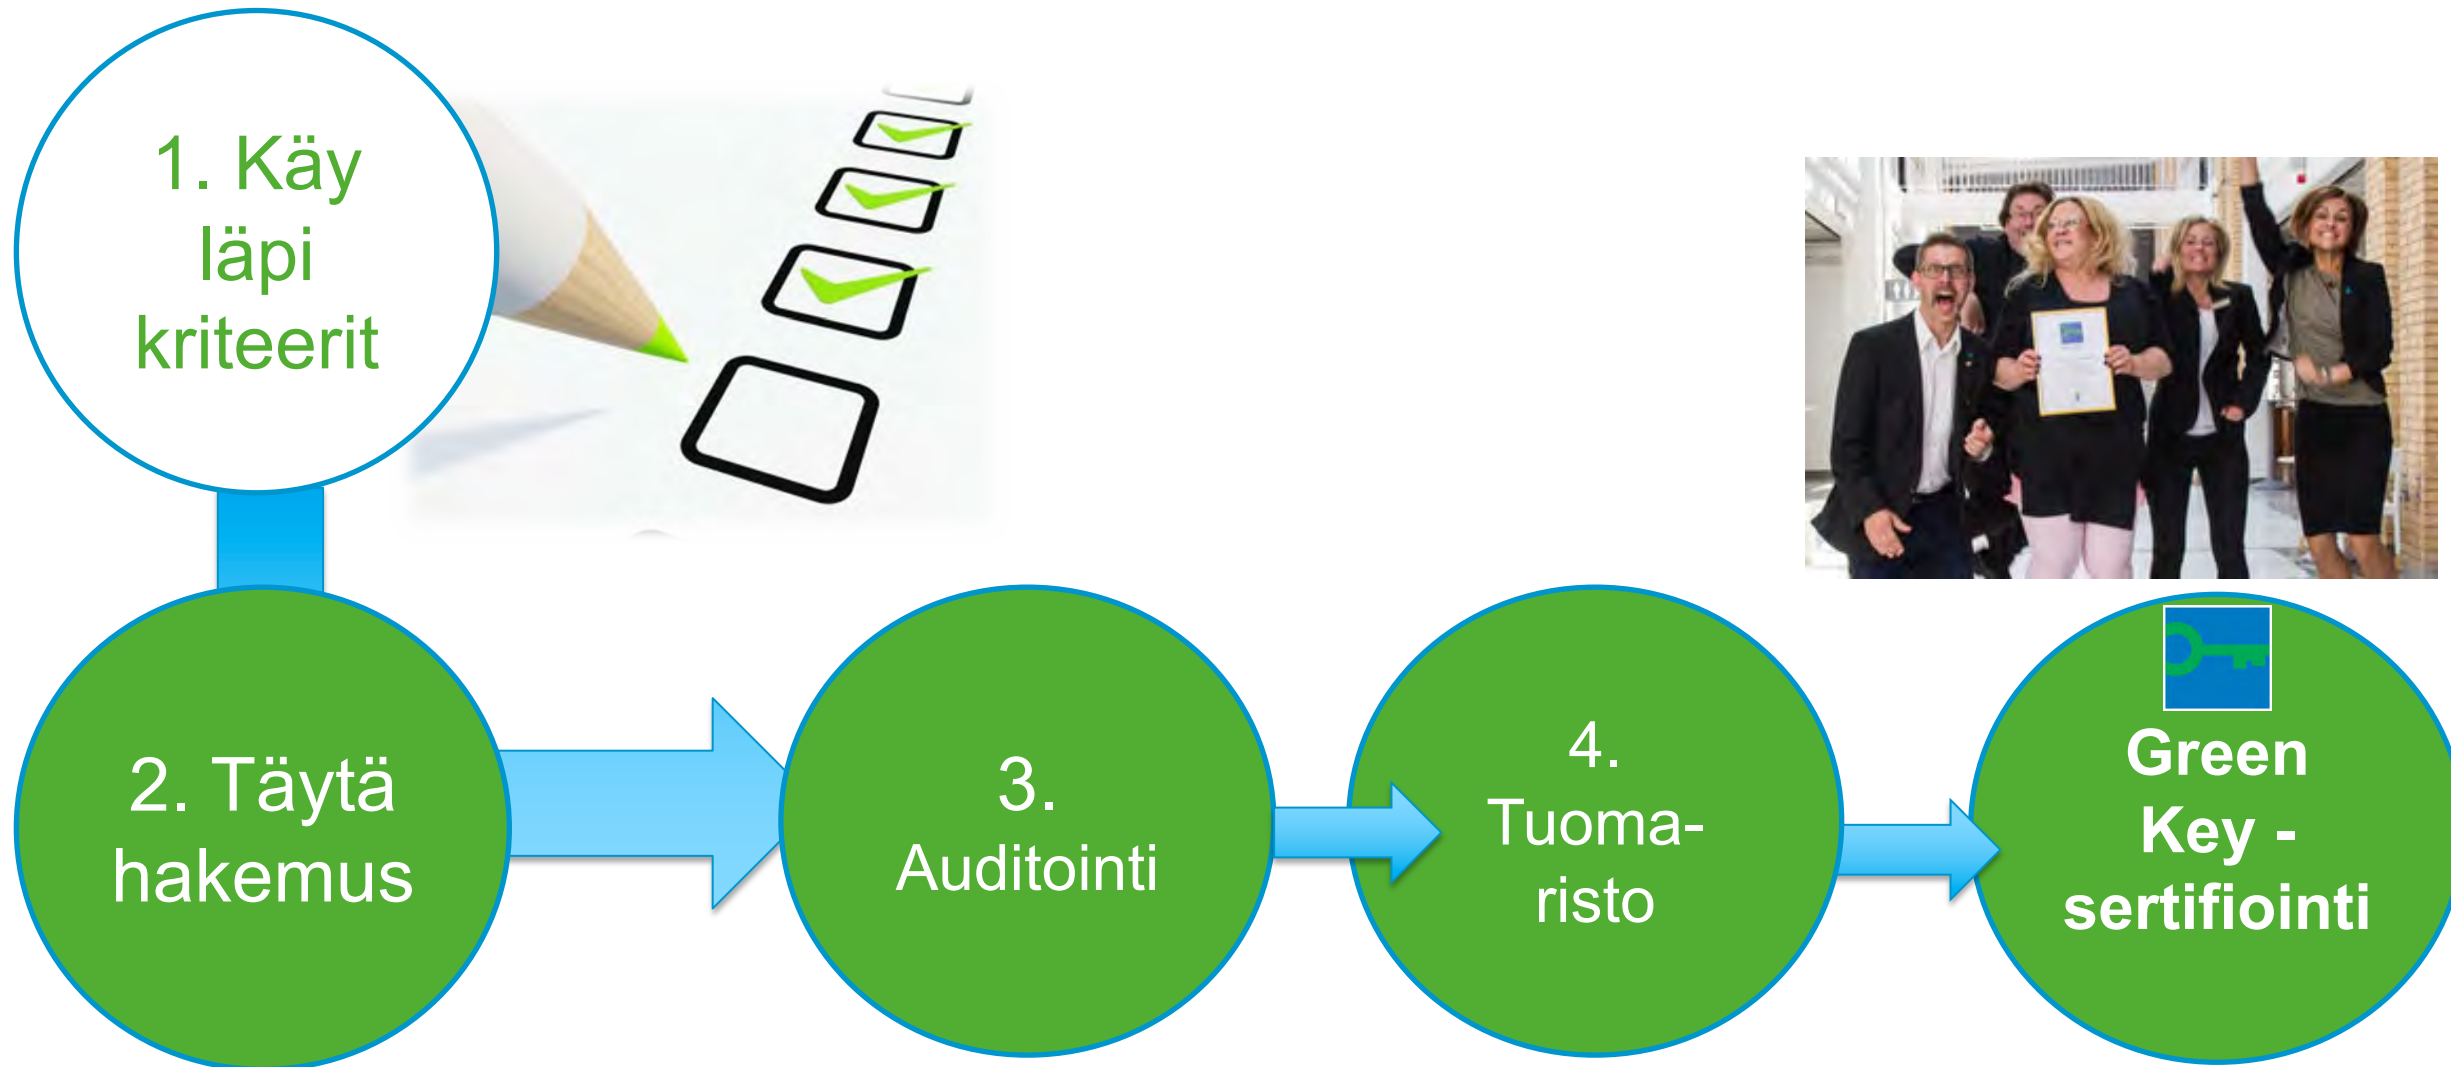 1. Käy
läpi
kriteerit
2. Täytä
hakemus
3.
Auditointi
4.
Tuoma-
risto
Green
Key -
sertifiointi